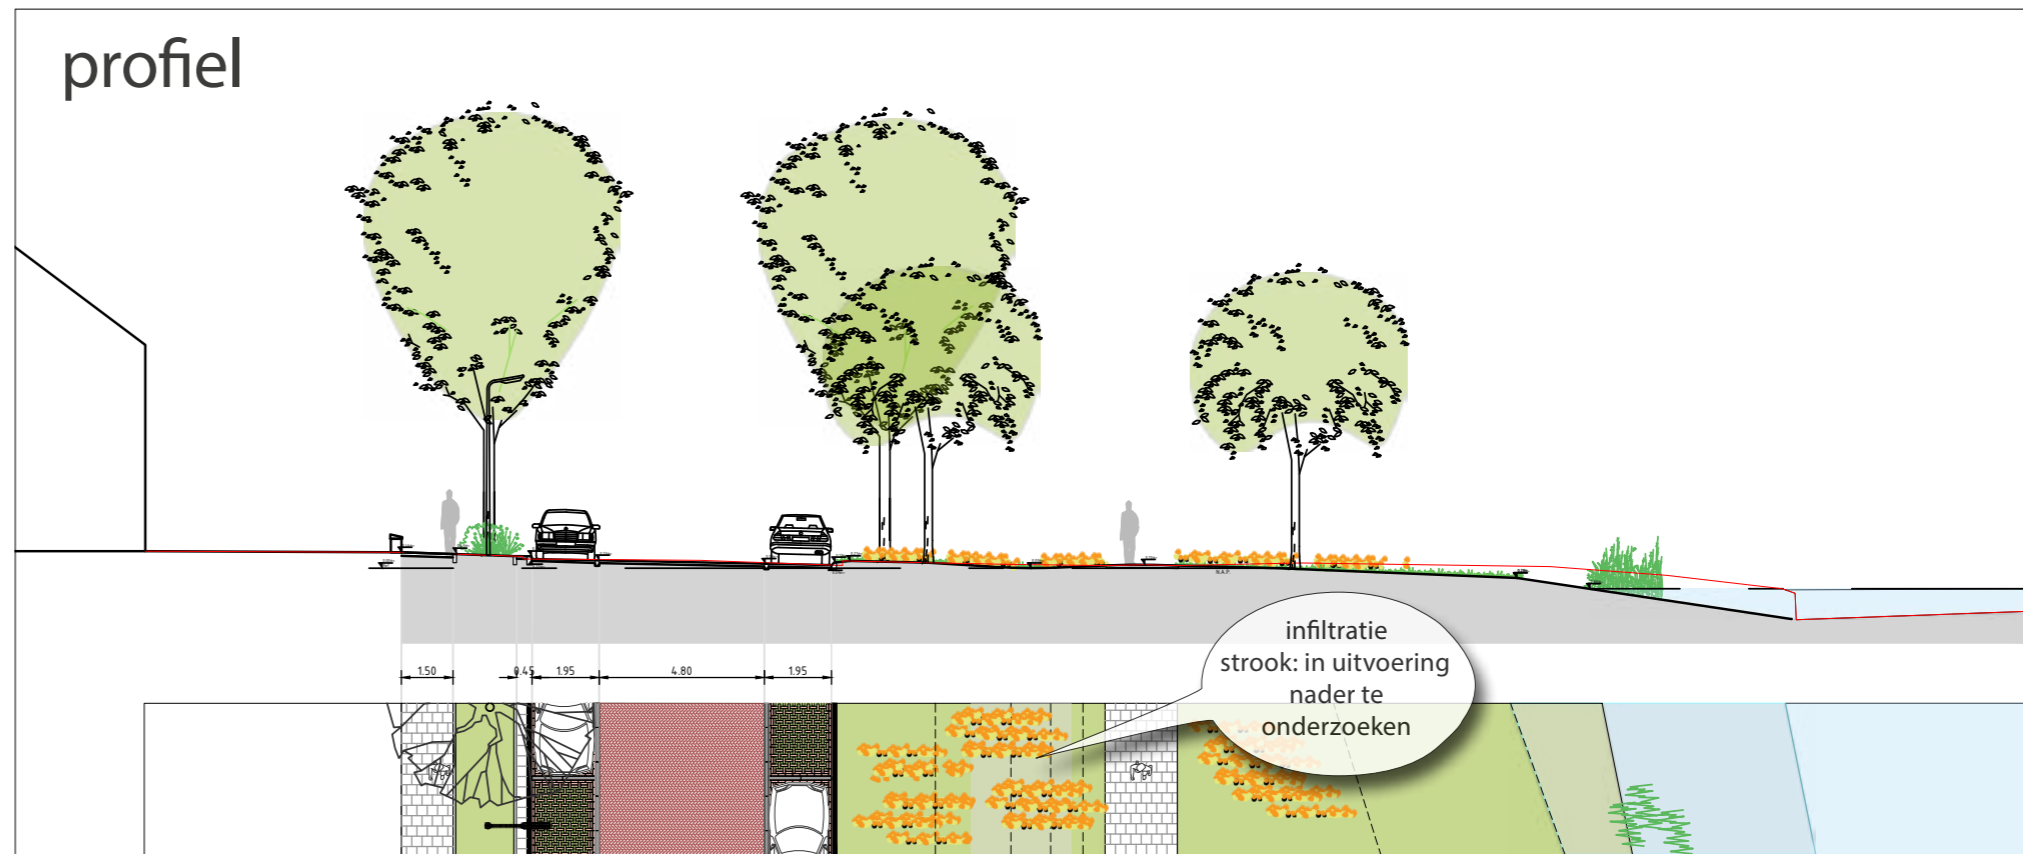 profiel
N.A.P.
1.50
0.45
1.95
4.80
1.95
infiltratie
strook: in uitvoering
nader te
onderzoeken